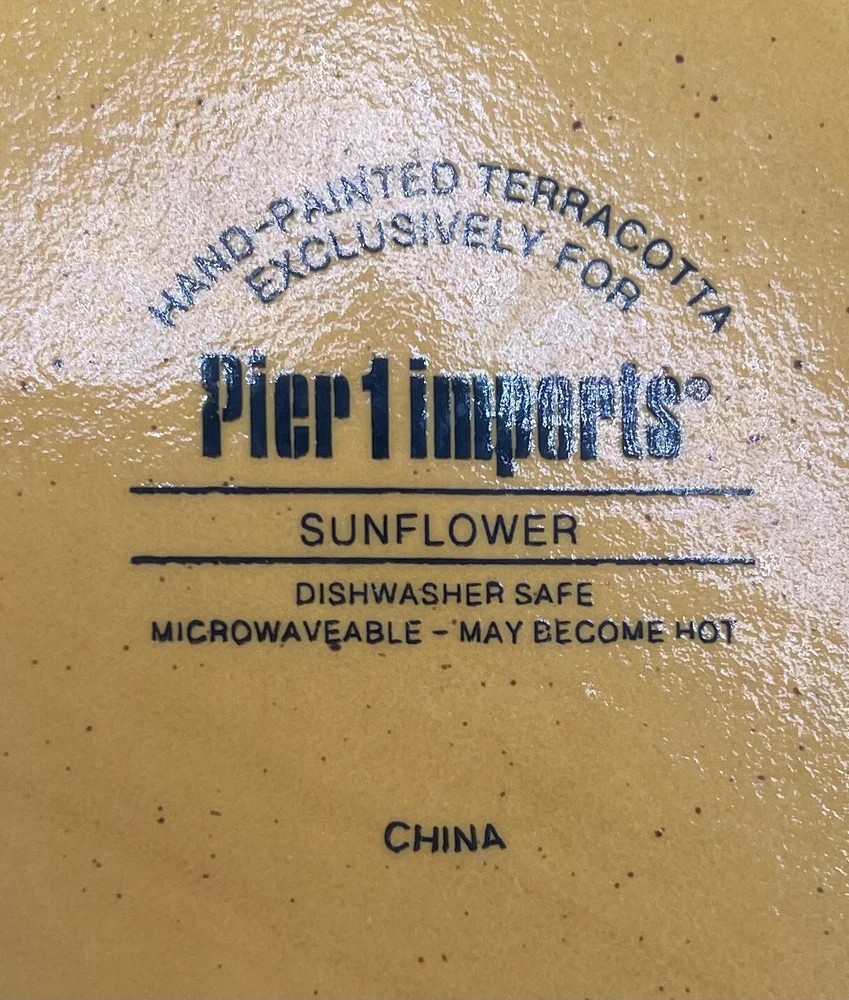 HAND-PAINTED TERRACOTTA
EXCLUSIVELY FOR
Pier 1 imports®
SUNFLOWER
DISHWASHER SAFE
MICROWAVEABLE - MAY BECOME HOT
CHINA